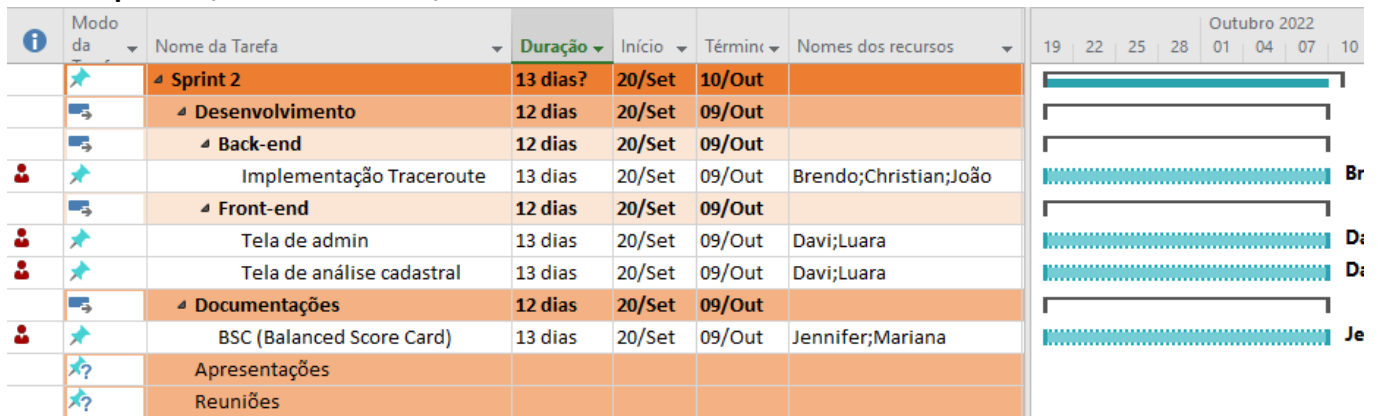 Modo da
Nome da Tarefa Duração Início Términ Nomes dos recursos
Outubro 2022
19 22 25 28 01 04 07 10
Sprint 2 13 dias? 20/Set 10/Out
Desenvolvimento 12 dias 20/Set 09/Out
Back-end 12 dias 20/Set 09/Out
Implementação Traceroute 13 dias 20/Set 09/Out Brendo;Christian;João Br
Front-end 12 dias 20/Set 09/Out
Tela de admin 13 dias 20/Set 09/Out Davi;Luara Da
Tela de análise cadastral 13 dias 20/Set 09/Out Davi;Luara Da
Documentações 12 dias 20/Set 09/Out
BSC (Balanced Score Card) 13 dias 20/Set 09/Out Jennifer;Mariana Je
Apresentações
Reuniões